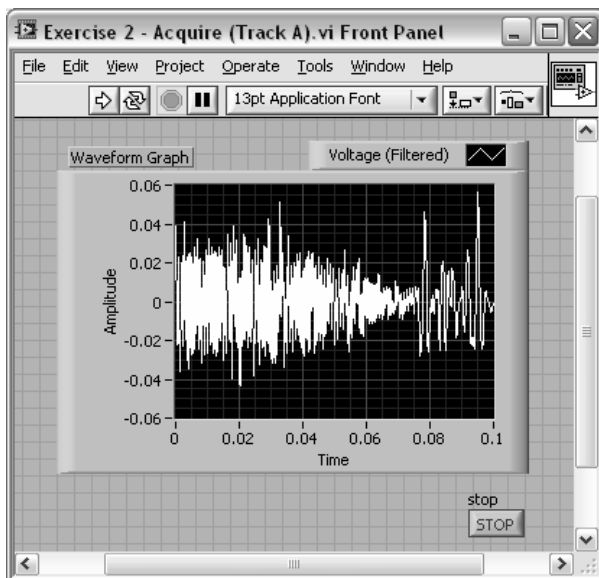 Exercise 2 - Acquire (Track A).vi Front Panel
File Edit View Project Operate Tools Window Help
13pt Application Font
Waveform Graph
Voltage (Filtered)
0.06
0.04
0.02
0
-0.02
-0.04
-0.06
Amplitude
0 0.02 0.04 0.06 0.08 0.1
Time
stop
STOP